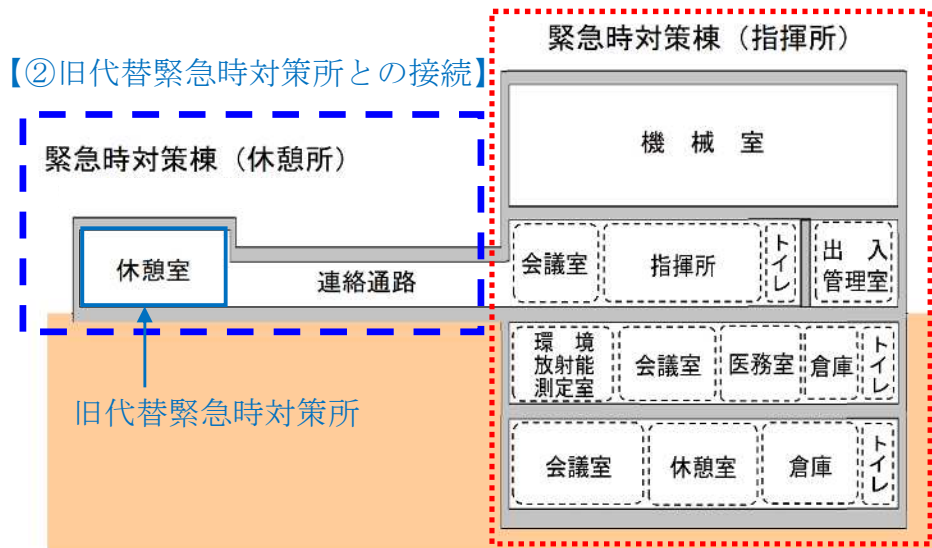 緊急時対策棟（指揮所）
【②旧代替緊急時対策所との接続】
機 械 室
緊急時対策棟（休憩所）
会議室
指揮所
トイレ
出 入
管理室
休憩室
連絡通路
環 境
放射能
測定室
会議室
医務室
倉庫
トイレ
旧代替緊急時対策所
会議室
休憩室
倉庫
トイレ